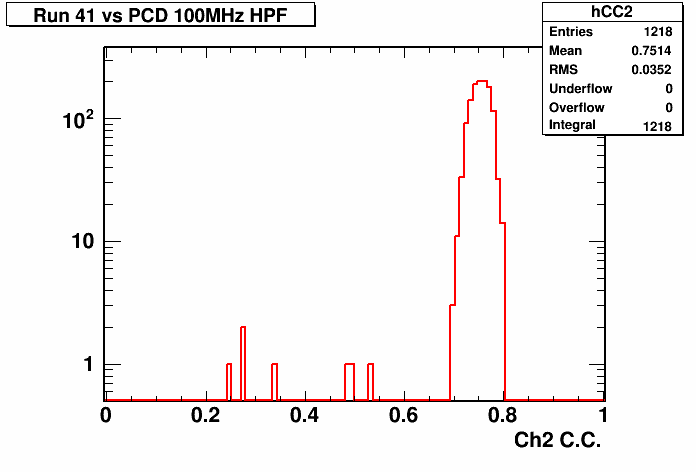 Run 41 vs PCD 100MHz HPF
hCC2
Entries 1218
Mean 0.7514
RMS 0.0352
Underflow 0
Overflow 0
Integral 1218
10²
10
1
0 0.2 0.4 0.6 0.8 1
Ch2 C.C.